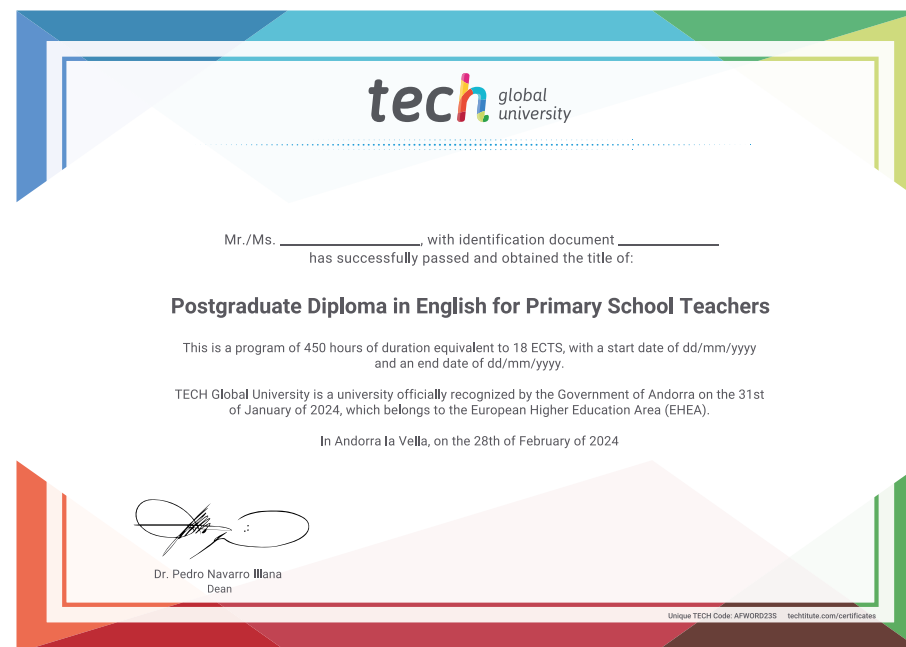 tech global
university
Mr./Ms. ____________________, with identification document ______________
has successfully passed and obtained the title of:
Postgraduate Diploma in English for Primary School Teachers
This is a program of 450 hours of duration equivalent to 18 ECTS, with a start date of dd/mm/yyyy
and an end date of dd/mm/yyyy.
TECH Global University is a university officially recognized by the Government of Andorra on the 31st
of January of 2024, which belongs to the European Higher Education Area (EHEA).
In Andorra la Vella, on the 28th of February of 2024
Dr. Pedro Navarro Illana
Dean
Unique TECH Code: AFWORD23S techtitute.com/certificates